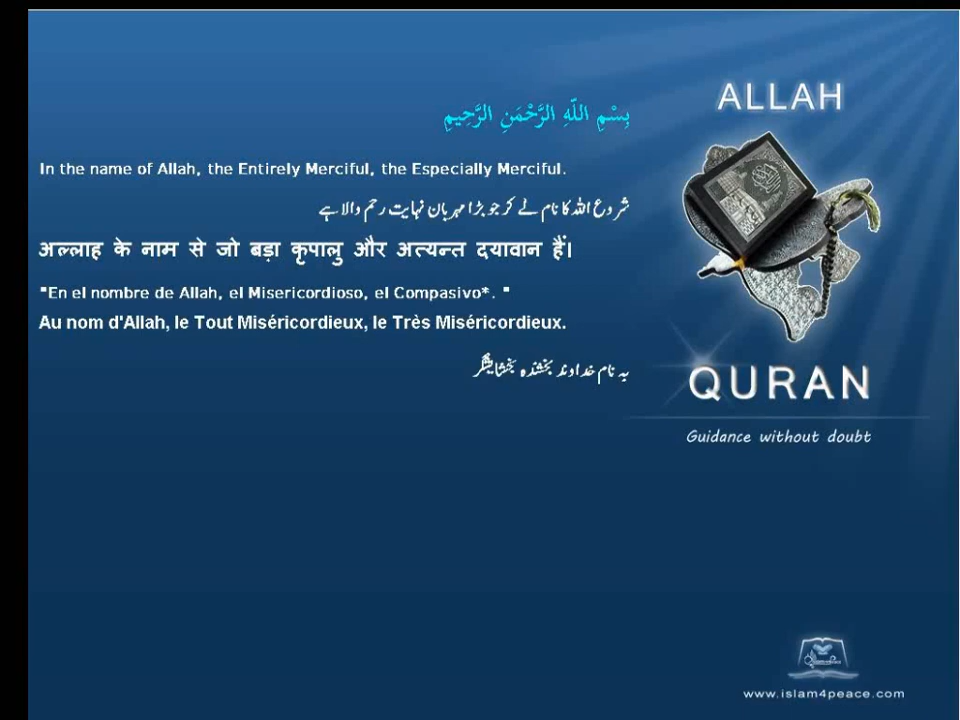 بِسْمِ اللَّهِ الرَّحْمَنِ الرَّحِيمِ
In the name of Allah, the Entirely Merciful, the Especially Merciful.
شروع الله کا نام لے کر جو بڑا مہربان نہایت رحم والا ہے
अल्लाह के नाम से जो बड़ा कृपालु और अत्यन्त दयावान हैं।
"En el nombre de Allah, el Misericordioso, el Compasivo*. "
Au nom d'Allah, le Tout Miséricordieux, le Très Miséricordieux.
به نام خداوند بخشنده بخشایشگر
ALLAH
QURAN
Guidance without doubt
www.islam4peace.com